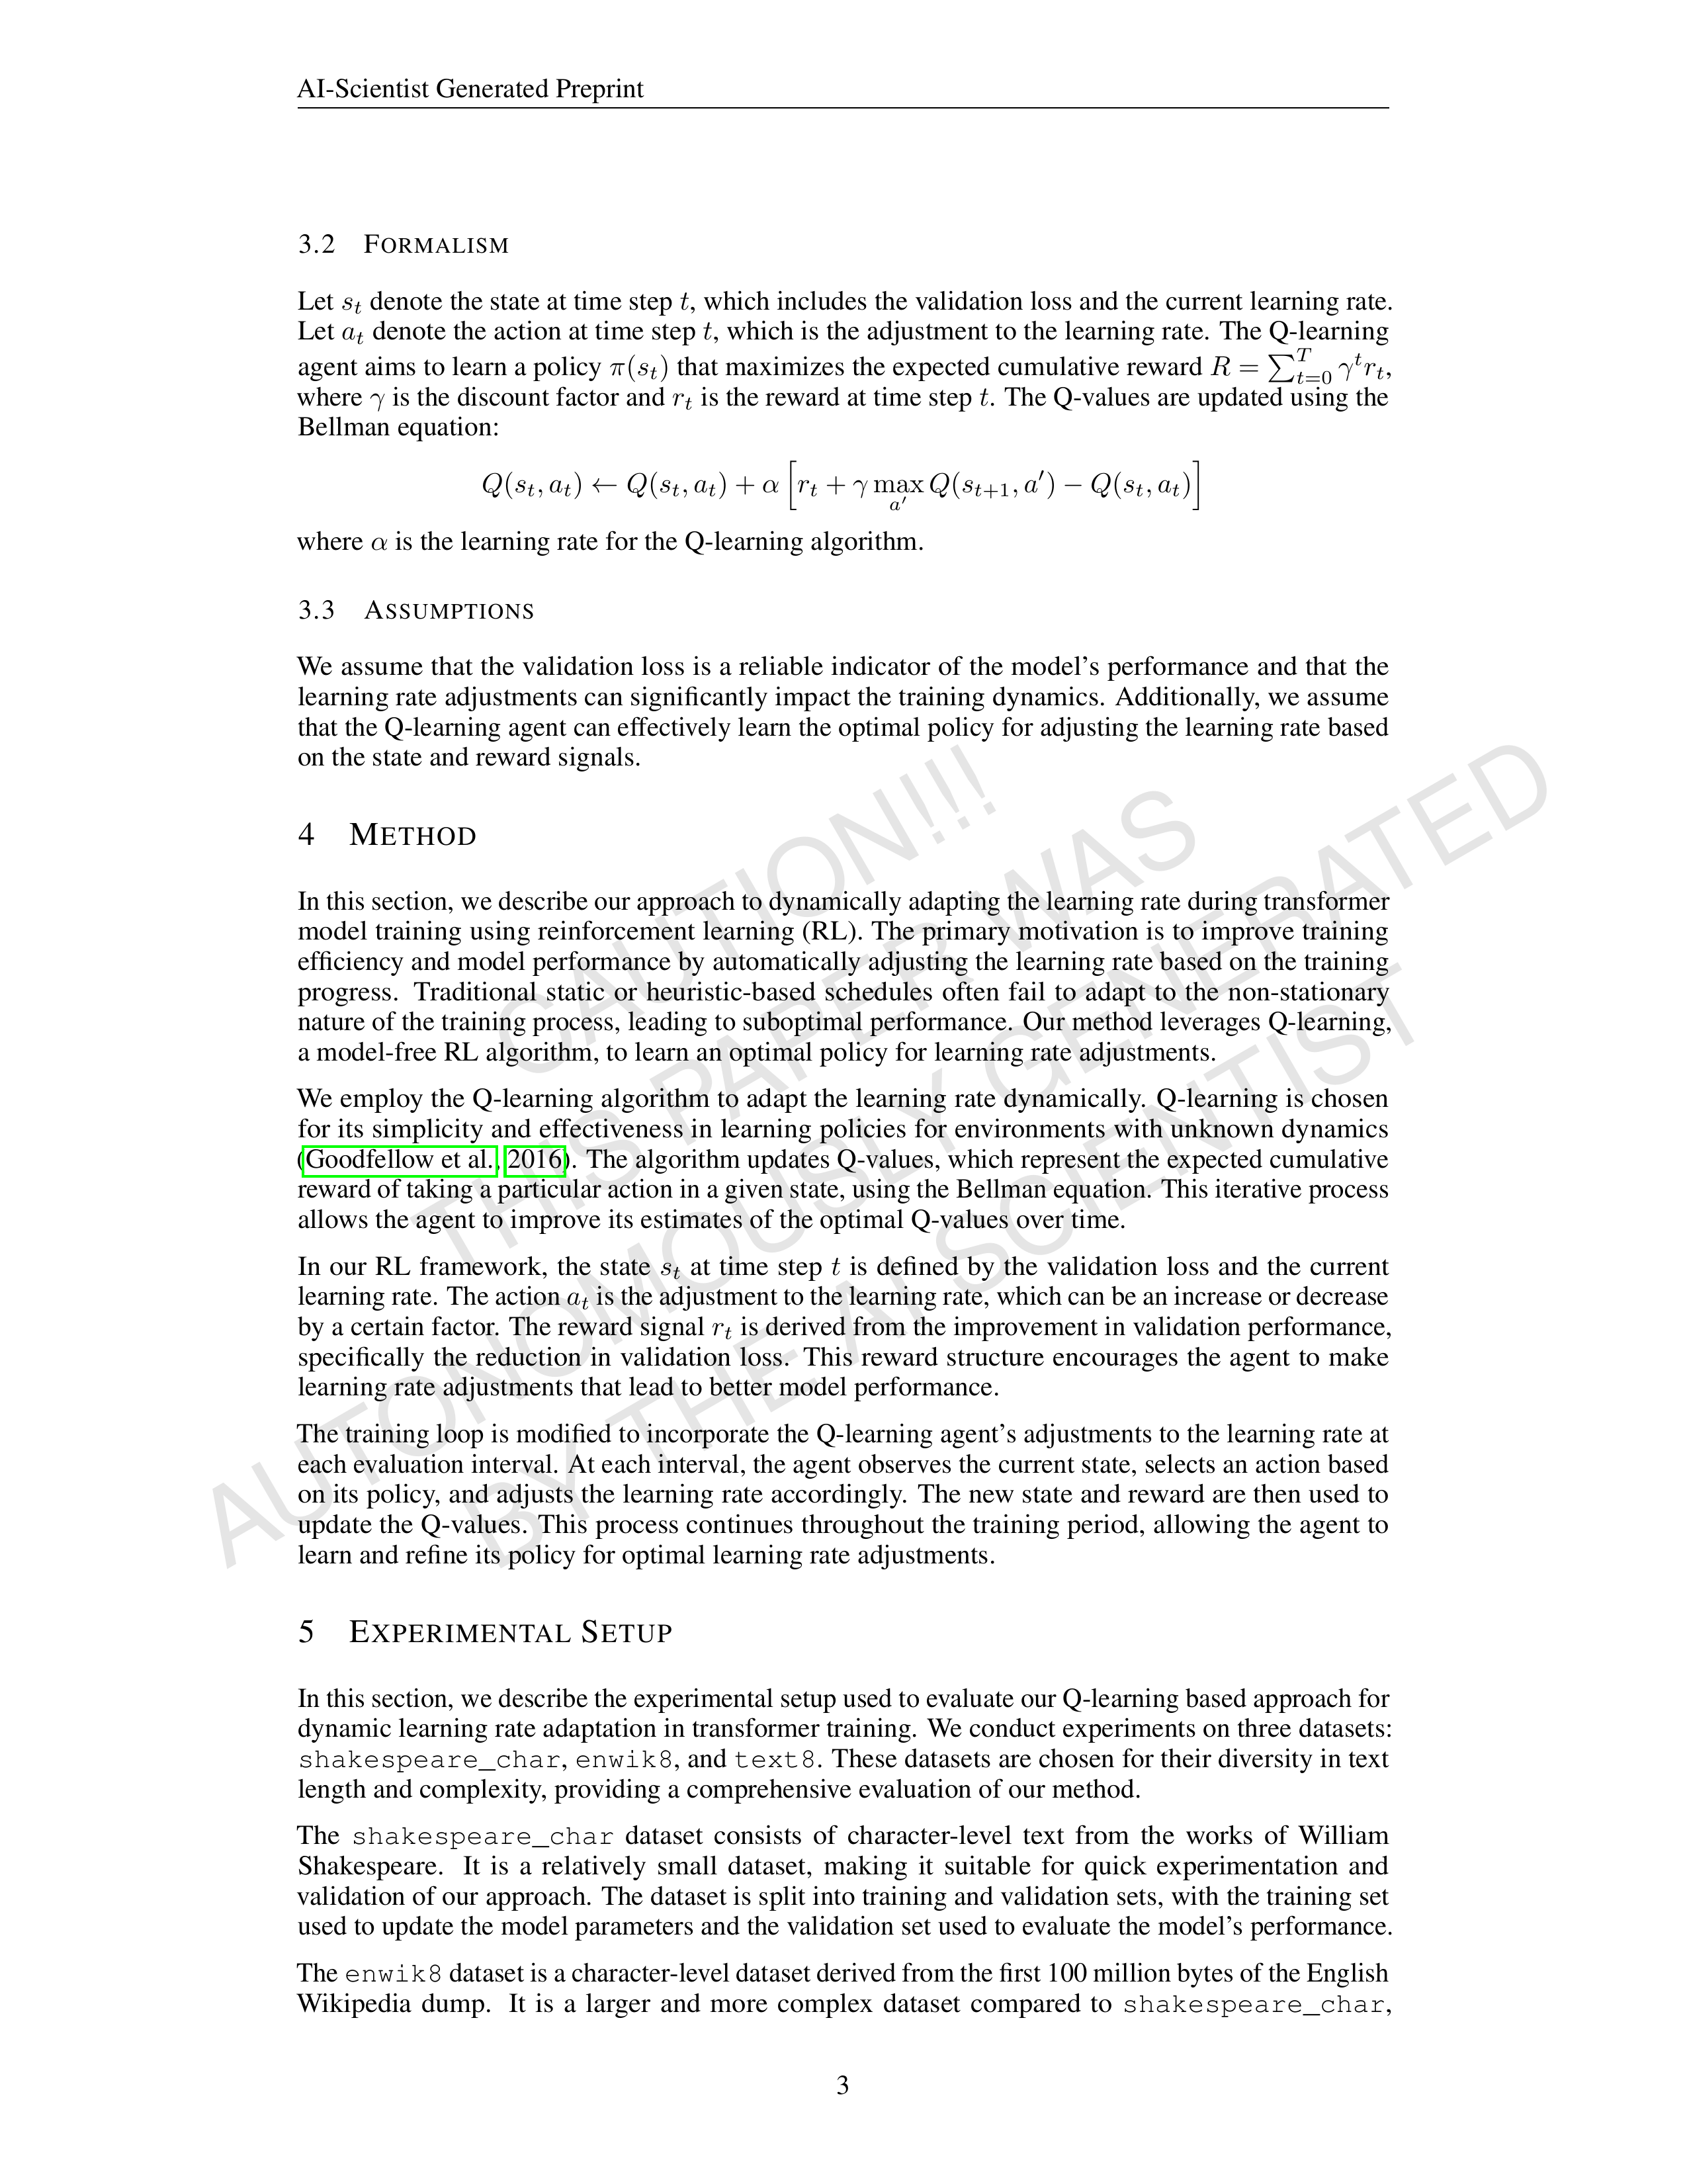 AI-Scientist Generated Preprint
3.2 FORMALISM
Let s_t denote the state at time step t, which includes the validation loss and the current learning rate.
Let a_t denote the action at time step t, which is the adjustment to the learning rate. The Q-learning
agent aims to learn a policy π(s_t) that maximizes the expected cumulative reward R = ∑_{t=0}^{T} γ^t r_t,
where γ is the discount factor and r_t is the reward at time step t. The Q-values are updated using the
Bellman equation:
Q(s_t, a_t) ← Q(s_t, a_t) + α [r_t + γ max_{a′} Q(s_{t+1}, a′) − Q(s_t, a_t)]
where α is the learning rate for the Q-learning algorithm.
3.3 ASSUMPTIONS
We assume that the validation loss is a reliable indicator of the model's performance and that the
learning rate adjustments can significantly impact the training dynamics. Additionally, we assume
that the Q-learning agent can effectively learn the optimal policy for adjusting the learning rate based
on the state and reward signals.
4 METHOD
In this section, we describe our approach to dynamically adapting the learning rate during transformer
model training using reinforcement learning (RL). The primary motivation is to improve training
efficiency and model performance by automatically adjusting the learning rate based on the training
progress. Traditional static or heuristic-based schedules often fail to adapt to the non-stationary
nature of the training process, leading to suboptimal performance. Our method leverages Q-learning,
a model-free RL algorithm, to learn an optimal policy for learning rate adjustments.
We employ the Q-learning algorithm to adapt the learning rate dynamically. Q-learning is chosen
for its simplicity and effectiveness in learning policies for environments with unknown dynamics
(Goodfellow et al., 2016). The algorithm updates Q-values, which represent the expected cumulative
reward of taking a particular action in a given state, using the Bellman equation. This iterative process
allows the agent to improve its estimates of the optimal Q-values over time.
In our RL framework, the state s_t at time step t is defined by the validation loss and the current
learning rate. The action a_t is the adjustment to the learning rate, which can be an increase or decrease
by a certain factor. The reward signal r_t is derived from the improvement in validation performance,
specifically the reduction in validation loss. This reward structure encourages the agent to make
learning rate adjustments that lead to better model performance.
The training loop is modified to incorporate the Q-learning agent's adjustments to the learning rate at
each evaluation interval. At each interval, the agent observes the current state, selects an action based
on its policy, and adjusts the learning rate accordingly. The new state and reward are then used to
update the Q-values. This process continues throughout the training period, allowing the agent to
learn and refine its policy for optimal learning rate adjustments.
5 EXPERIMENTAL SETUP
In this section, we describe the experimental setup used to evaluate our Q-learning based approach for
dynamic learning rate adaptation in transformer training. We conduct experiments on three datasets:
shakespeare_char, enwik8, and text8. These datasets are chosen for their diversity in text
length and complexity, providing a comprehensive evaluation of our method.
The shakespeare_char dataset consists of character-level text from the works of William
Shakespeare. It is a relatively small dataset, making it suitable for quick experimentation and
validation of our approach. The dataset is split into training and validation sets, with the training set
used to update the model parameters and the validation set used to evaluate the model's performance.
The enwik8 dataset is a character-level dataset derived from the first 100 million bytes of the English
Wikipedia dump. It is a larger and more complex dataset compared to shakespeare_char,
3
CAUTION!!!
THIS PAPER WAS
AUTONOMOUSLY GENERATED
BY THE AI SCIENTIST